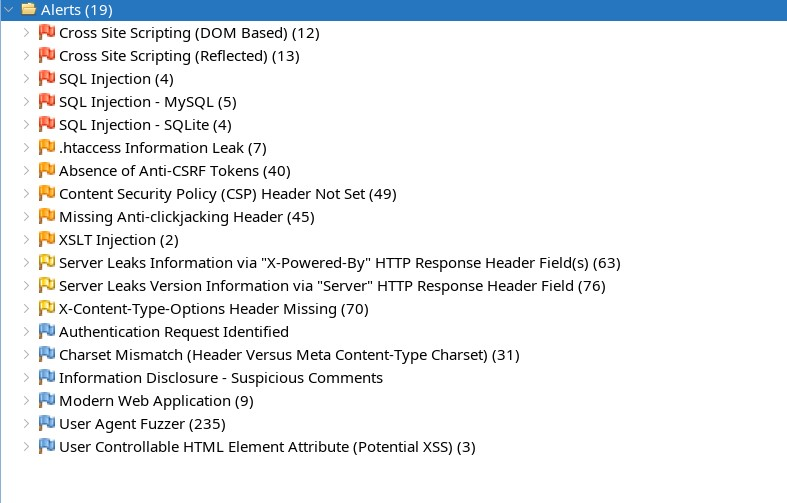 Alerts (19)
Cross Site Scripting (DOM Based) (12)
Cross Site Scripting (Reflected) (13)
SQL Injection (4)
SQL Injection - MySQL (5)
SQL Injection - SQLite (4)
.htaccess Information Leak (7)
Absence of Anti-CSRF Tokens (40)
Content Security Policy (CSP) Header Not Set (49)
Missing Anti-clickjacking Header (45)
XSLT Injection (2)
Server Leaks Information via "X-Powered-By" HTTP Response Header Field(s) (63)
Server Leaks Version Information via "Server" HTTP Response Header Field (76)
X-Content-Type-Options Header Missing (70)
Authentication Request Identified
Charset Mismatch (Header Versus Meta Content-Type Charset) (31)
Information Disclosure - Suspicious Comments
Modern Web Application (9)
User Agent Fuzzer (235)
User Controllable HTML Element Attribute (Potential XSS) (3)